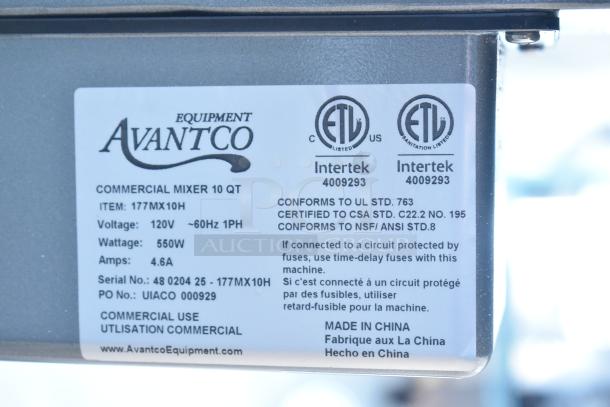 EQUIPMENT
AVANTCO
COMMERCIAL MIXER 10 QT
ITEM: 177MX10H
Voltage: 120V ~60Hz 1PH
Wattage: 550W
Amps: 4.6A
Serial No.: 48 0204 25 - 177MX10H
PO No.: UIACO 000929
COMMERCIAL USE
UTLISATION COMMERCIAL
www.AvantcoEquipment.com
C ETL US
LISTED
Intertek
4009293
ETL
SANITATION LISTED
Intertek
4009293
CONFORMS TO UL STD. 763
CERTIFIED TO CSA STD. C22.2 NO. 195
CONFORMS TO NSF/ ANSI STD.8
If connected to a circuit protected by
fuses, use time-delay fuses with this
machine.
Si c'est connecté à un circuit protégé
par des fusibles, utiliser
retard-fusible pour la machine.
MADE IN CHINA
Fabrique aux La China
Hecho en China